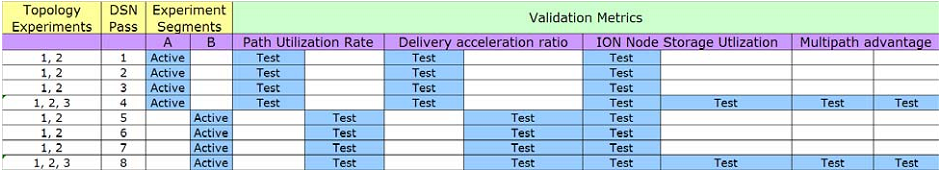 Topology Experiments DSN Pass Experiment Segments Validation Metrics
A B Path Utilization Rate Delivery acceleration ratio ION Node Storage Utlization Multipath advantage
1, 2 1 Active Test Test Test
1, 2 2 Active Test Test Test
1, 2 3 Active Test Test Test
1, 2, 3 4 Active Test Test Test Test Test Test
1, 2 5 Active Test Test Test
1, 2 6 Active Test Test Test
1, 2 7 Active Test Test Test
1, 2, 3 8 Active Test Test Test Test Test Test